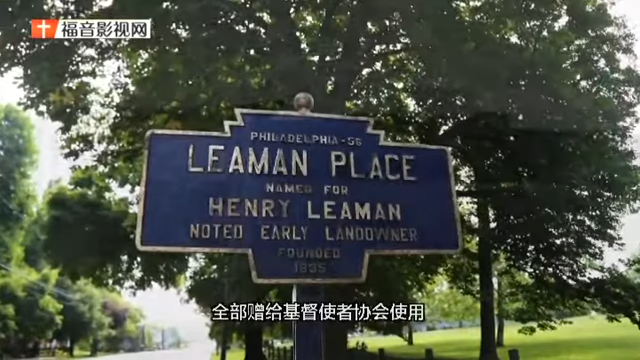 福音影视网
PHILADELPHIA-56
LEAMAN PLACE
NAMED FOR
HENRY LEAMAN
NOTED EARLY LANDOWNER
FOUNDED
全部赠给基督使者协会使用